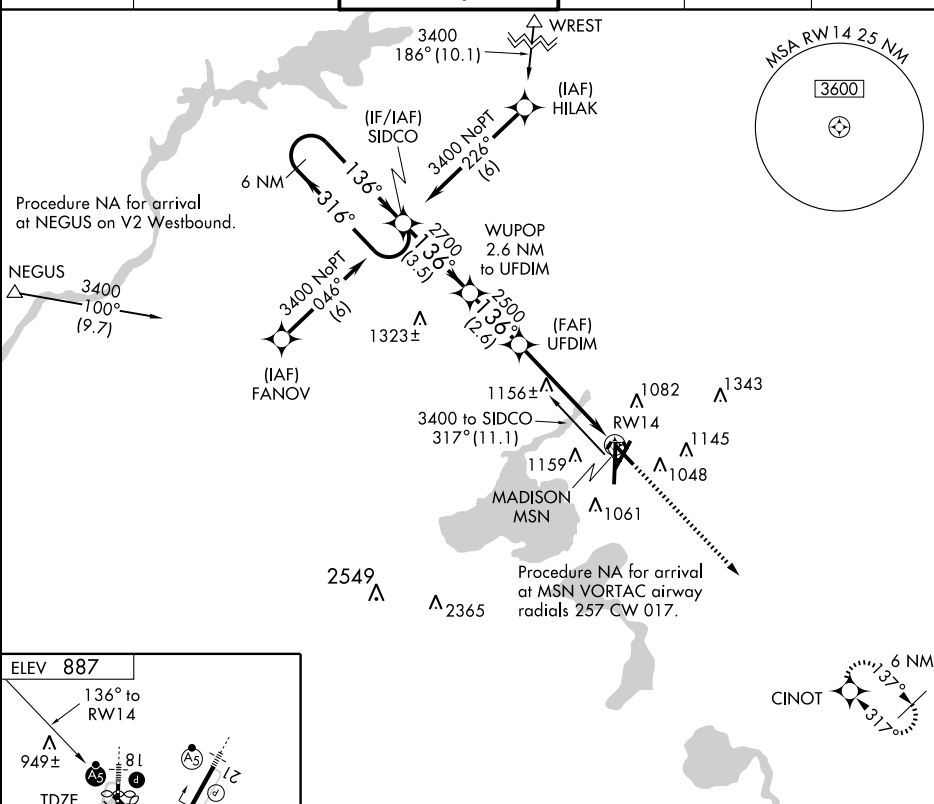 WREST
3400
186° (10.1)
MSA RW14 25 NM
3600
(IAF)
HILAK
(IF/IAF)
SIDCO
3400 NoPT
226°
(6)
6 NM
136°
316°
Procedure NA for arrival
at NEGUS on V2 Westbound.
2700
136°
(3.5)
WUPOP
2.6 NM
to UFDIM
NEGUS
3400
100°
(9.7)
3400 NoPT
046°
(6)
2500
136°
(2.6)
1323±
(FAF)
UFDIM
(IAF)
FANOV
1156±
1082
1343
3400 to SIDCO
317° (11.1)
RW14
1145
1159
1048
MADISON
MSN
1061
Procedure NA for arrival
at MSN VORTAC airway
radials 257 CW 017.
2549
2365
ELEV 887
6 NM
137°
317°
CINOT
136° to
RW14
949±
A5
18
P
A5
21
P
TDZE